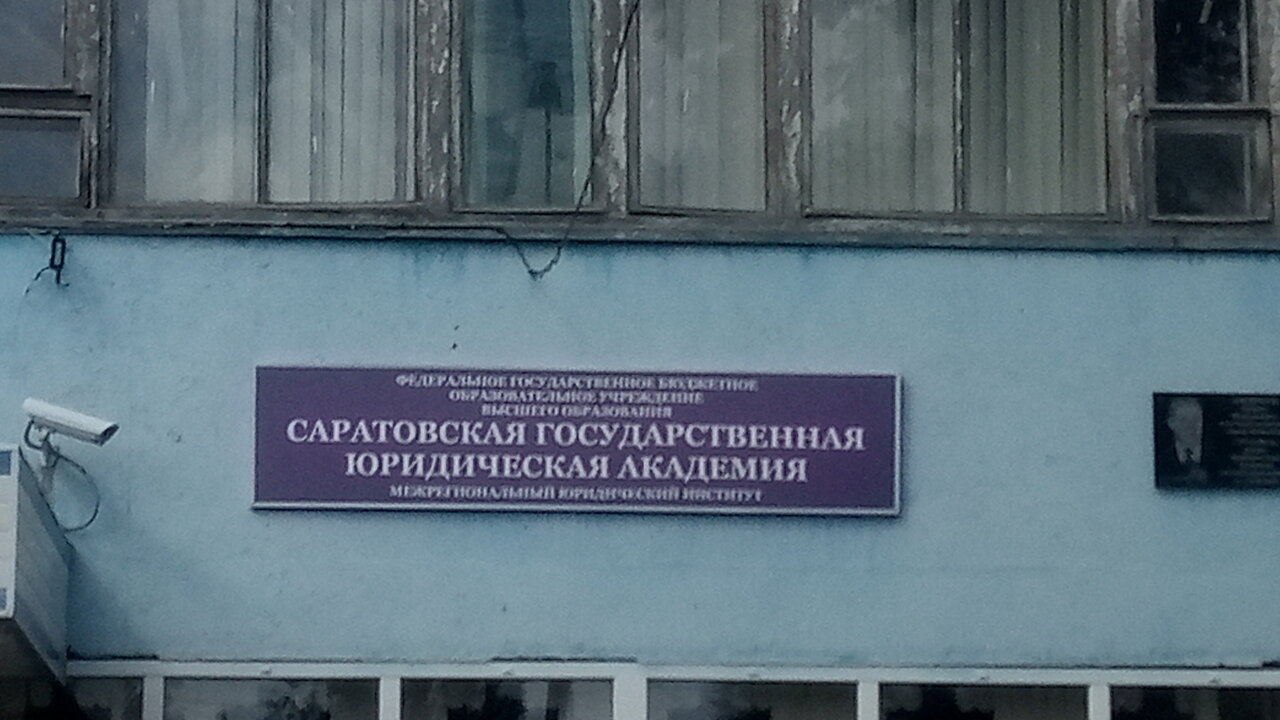 ФЕДЕРАЛЬНОЕ ГОСУДАРСТВЕННОЕ БЮДЖЕТНОЕ
ОБРАЗОВАТЕЛЬНОЕ УЧРЕЖДЕНИЕ
ВЫСШЕГО ОБРАЗОВАНИЯ
САРАТОВСКАЯ ГОСУДАРСТВЕННАЯ
ЮРИДИЧЕСКАЯ АКАДЕМИЯ
МЕЖРЕГИОНАЛЬНЫЙ ЮРИДИЧЕСКИЙ ИНСТИТУТ